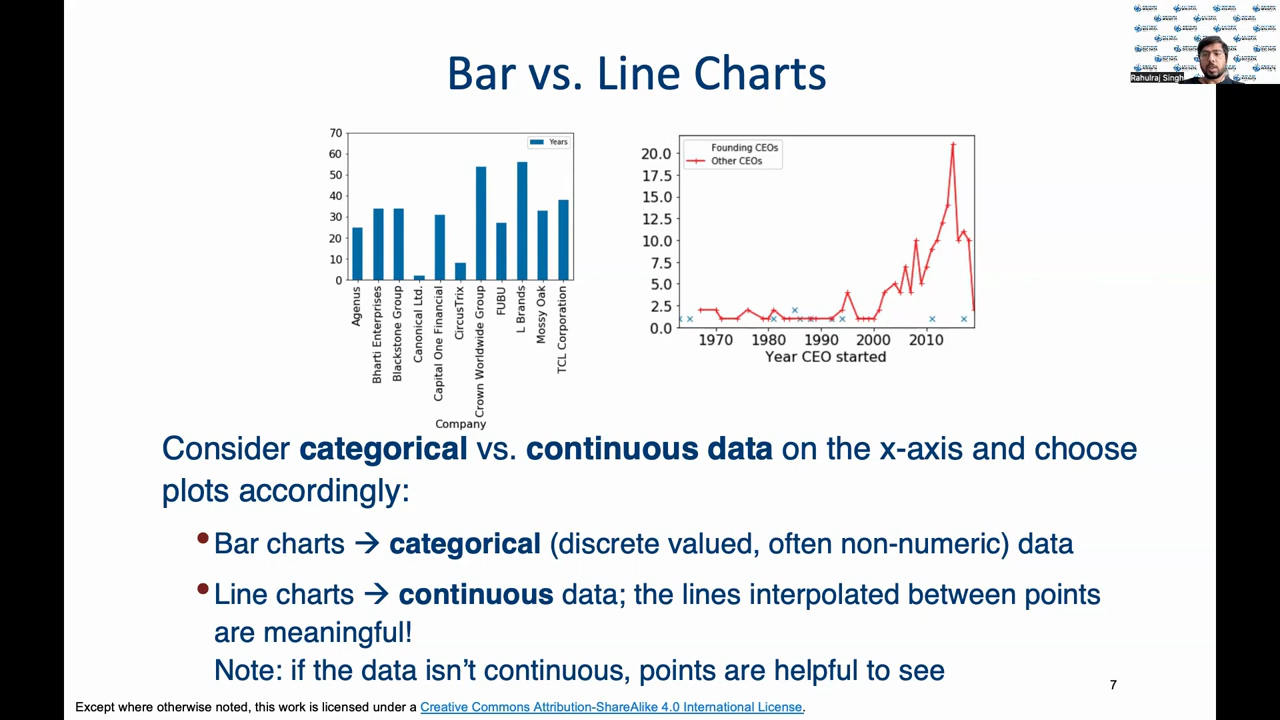 Rahulraj Singh
Bar vs. Line Charts
70
60
50
40
30
20
10
0
Years
Agenus
Bharti Enterprises
Blackstone Group
Canonical Ltd.
Capital One Financial
CircusTrix
Crown Worldwide Group
FUBU
L Brands
Mossy Oak
TCL Corporation
Company
20.0
17.5
15.0
12.5
10.0
7.5
5.0
2.5
0.0
Founding CEOs
Other CEOs
1970 1980 1990 2000 2010
Year CEO started
Consider categorical vs. continuous data on the x-axis and choose
plots accordingly:
• Bar charts → categorical (discrete valued, often non-numeric) data
• Line charts → continuous data; the lines interpolated between points
are meaningful!
Note: if the data isn’t continuous, points are helpful to see
7
Except where otherwise noted, this work is licensed under a Creative Commons Attribution-ShareAlike 4.0 International License.